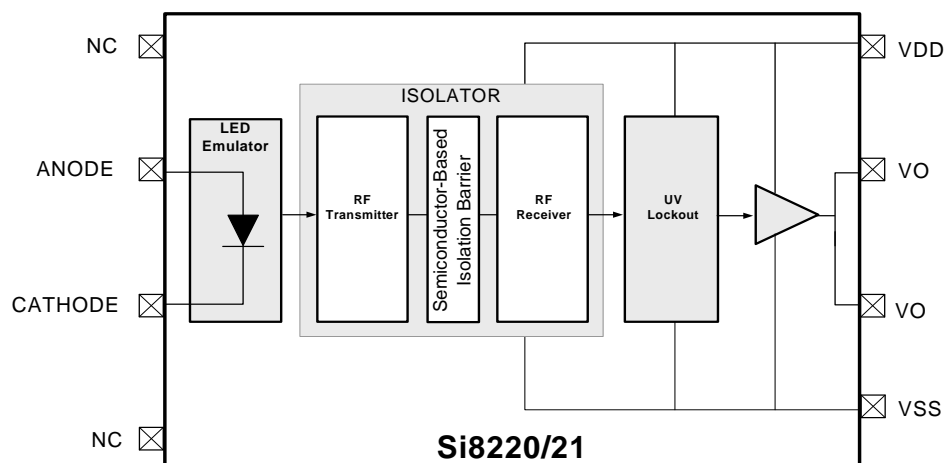 NC
VDD
ISOLATOR
LED
Emulator
ANODE
VO
RF
Transmitter
Semiconductor-Based
Isolation Barrier
RF
Receiver
UV
Lockout
CATHODE
VO
VSS
NC
Si8220/21